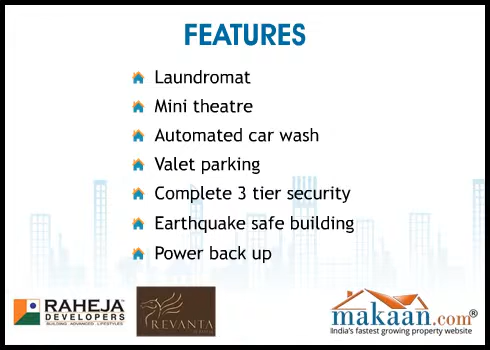 FEATURES
Laundromat
Mini theatre
Automated car wash
Valet parking
Complete 3 tier security
Earthquake safe building
Power back up
RAHEJA
DEVELOPERS
BUILDING ADVANCED LIFESTYLES
REVANTA
makaan.com®
India's fastest growing property website